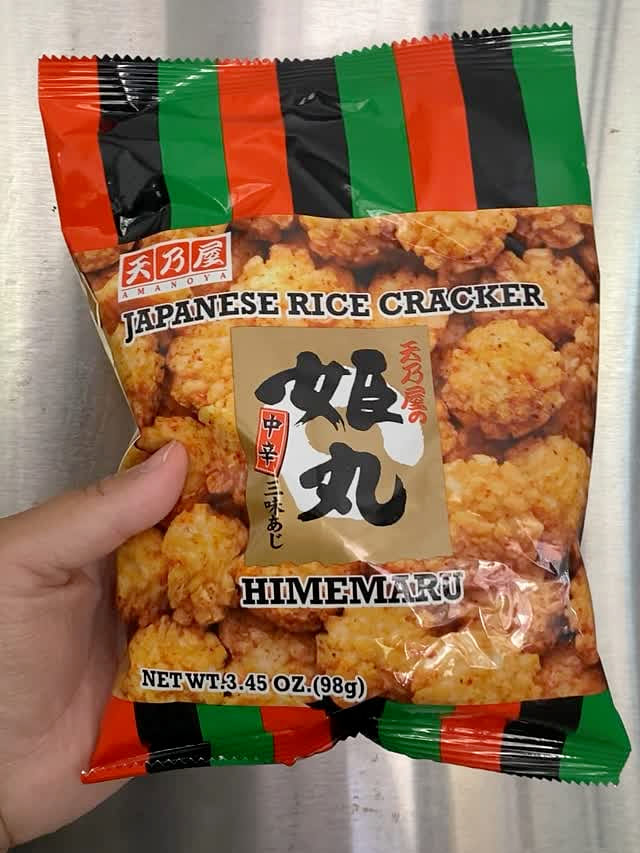 天乃屋
AMANOYA
JAPANESE RICE CRACKER
天乃屋の
姫丸
中辛
三味あじ
HIMEMARU
NET WT.3.45 OZ.(98g)